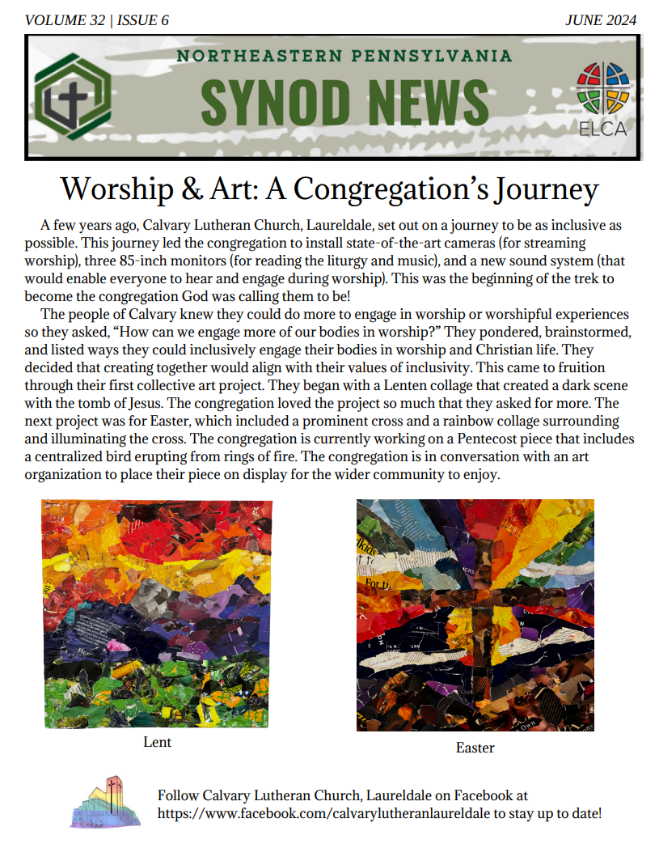 VOLUME 32 | ISSUE 6
JUNE 2024
NORTHEASTERN PENNSYLVANIA
SYNOD NEWS
ELCA
Worship & Art: A Congregation's Journey
A few years ago, Calvary Lutheran Church, Laureldale, set out on a journey to be as inclusive as
possible. This journey led the congregation to install state-of-the-art cameras (for streaming
worship), three 85-inch monitors (for reading the liturgy and music), and a new sound system (that
would enable everyone to hear and engage during worship). This was the beginning of the trek to
become the congregation God was calling them to be!
The people of Calvary knew they could do more to engage in worship or worshipful experiences
so they asked, “How can we engage more of our bodies in worship?” They pondered, brainstormed,
and listed ways they could inclusively engage their bodies in worship and Christian life. They
decided that creating together would align with their values of inclusivity. This came to fruition
through their first collective art project. They began with a Lenten collage that created a dark scene
with the tomb of Jesus. The congregation loved the project so much that they asked for more. The
next project was for Easter, which included a prominent cross and a rainbow collage surrounding
and illuminating the cross. The congregation is currently working on a Pentecost piece that includes
a centralized bird erupting from rings of fire. The congregation is in conversation with an art
organization to place their piece on display for the wider community to enjoy.
For
Own
Lent
Easter
Follow Calvary Lutheran Church, Laureldale on Facebook at
https://www.facebook.com/calvarylutheranlaureldale to stay up to date!